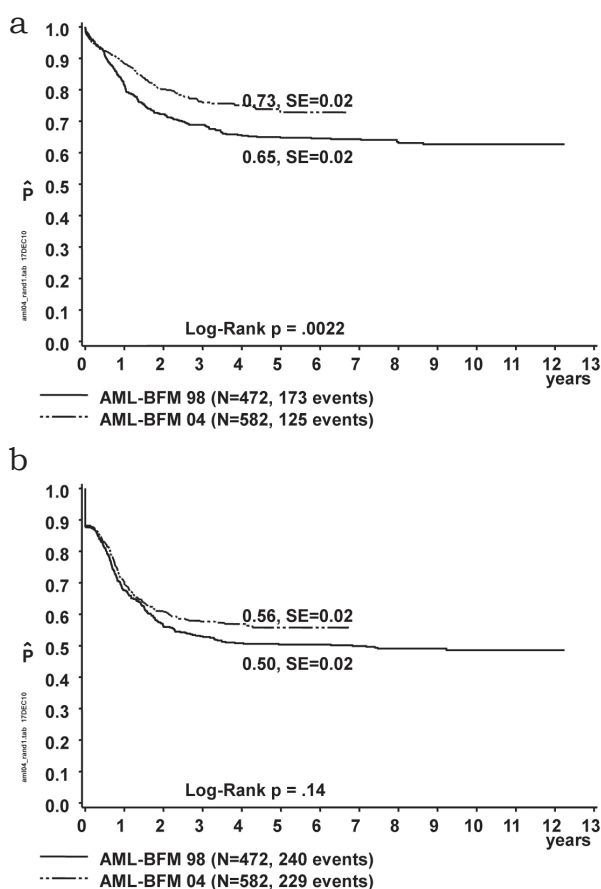 a
1.0
0.9
0.8
0.7
0.6
0.5
0.4
0.3
0.2
0.1
0.0
P̂
aml04_rand1.tab 17DEC10
0.73, SE=0.02
0.65, SE=0.02
Log-Rank p = .0022
0 1 2 3 4 5 6 7 8 9 10 11 12 13
years
AML-BFM 98 (N=472, 173 events)
AML-BFM 04 (N=582, 125 events)
b
1.0
0.9
0.8
0.7
0.6
0.5
0.4
0.3
0.2
0.1
0.0
P̂
aml04_rand1.tab 17DEC10
0.56, SE=0.02
0.50, SE=0.02
Log-Rank p = .14
0 1 2 3 4 5 6 7 8 9 10 11 12 13
years
AML-BFM 98 (N=472, 240 events)
AML-BFM 04 (N=582, 229 events)